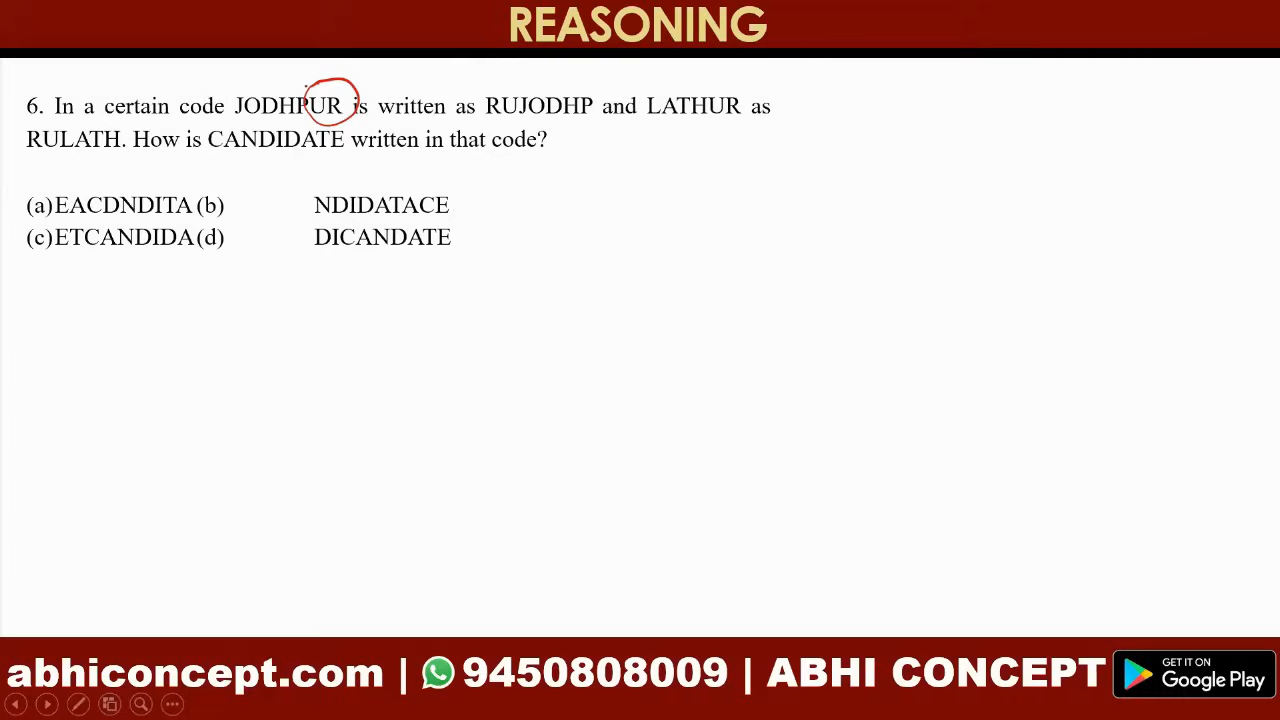 REASONING
6. In a certain code JODHPUR is written as RUJODHP and LATHUR as
RULATH. How is CANDIDATE written in that code?
(a)EACDNDITA (b) NDIDATACE
(c)ETCANDIDA (d) DICANDATE
abhiconcept.com | 9450808009 | ABHI CONCEPT
GET IT ON
Google Play